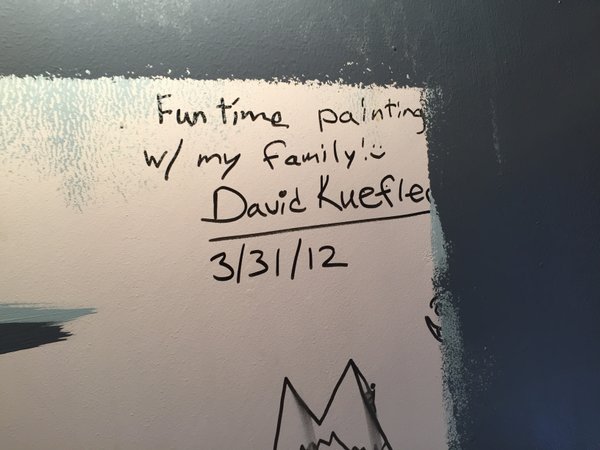 Fun time painting
w/ my family! :)
David Kuefle
3/31/12